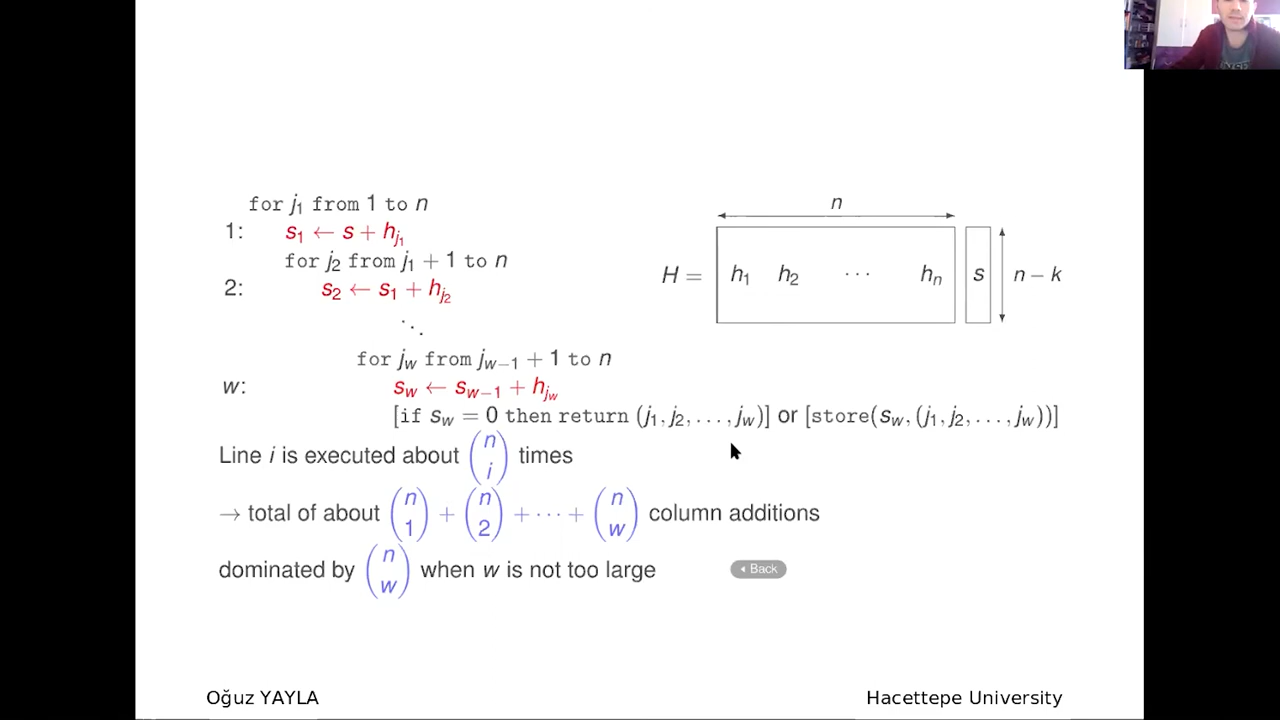 for j₁ from 1 to n
1: s₁ ← s + h_{j₁}
for j₂ from j₁ + 1 to n
2: s₂ ← s₁ + h_{j₂}
⋱
for j_w from j_{w−1} + 1 to n
w: s_w ← s_{w−1} + h_{j_w}
[if s_w = 0 then return (j₁, j₂, . . . , j_w)] or [store(s_w, (j₁, j₂, . . . , j_w))]
n
H = h₁ h₂ ⋯ h_n s n − k
Line i is executed about (n i) times
→ total of about (n 1) + (n 2) + ⋯ + (n w) column additions
dominated by (n w) when w is not too large
Back
Oğuz YAYLA
Hacettepe University